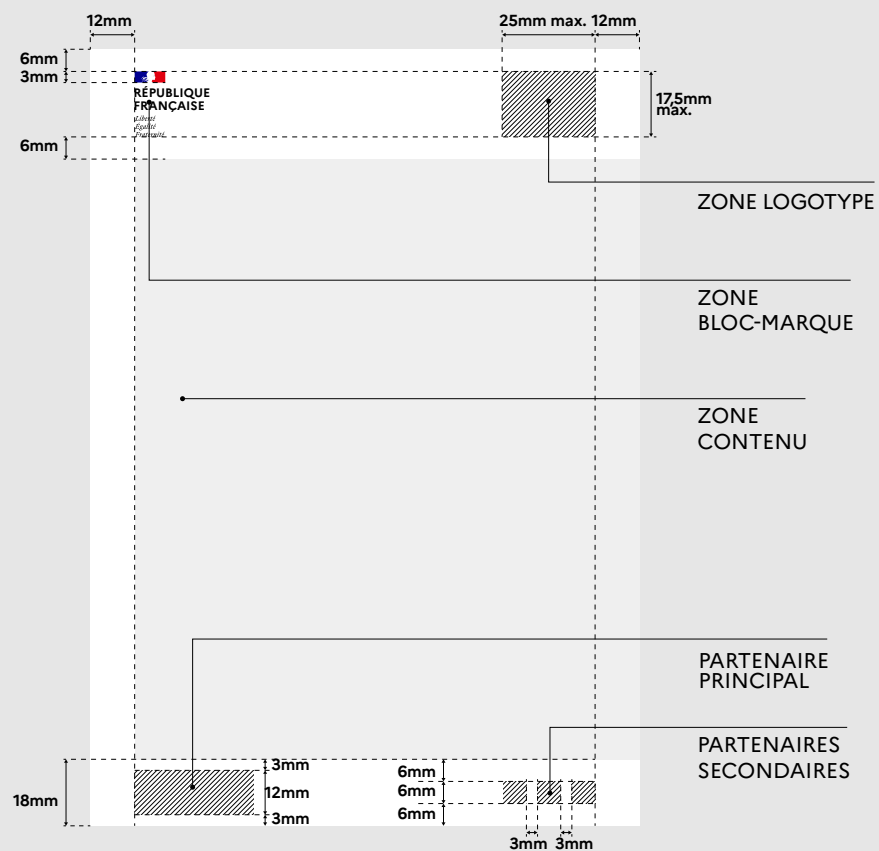 12mm
25mm max. 12mm
6mm
3mm
RÉPUBLIQUE
FRANÇAISE
Liberté
Égalité
Fraternité
17,5mm
max.
6mm
ZONE LOGOTYPE
ZONE
BLOC-MARQUE
ZONE
CONTENU
PARTENAIRE
PRINCIPAL
PARTENAIRES
SECONDAIRES
18mm
3mm
12mm
3mm
6mm
6mm
6mm
3mm 3mm